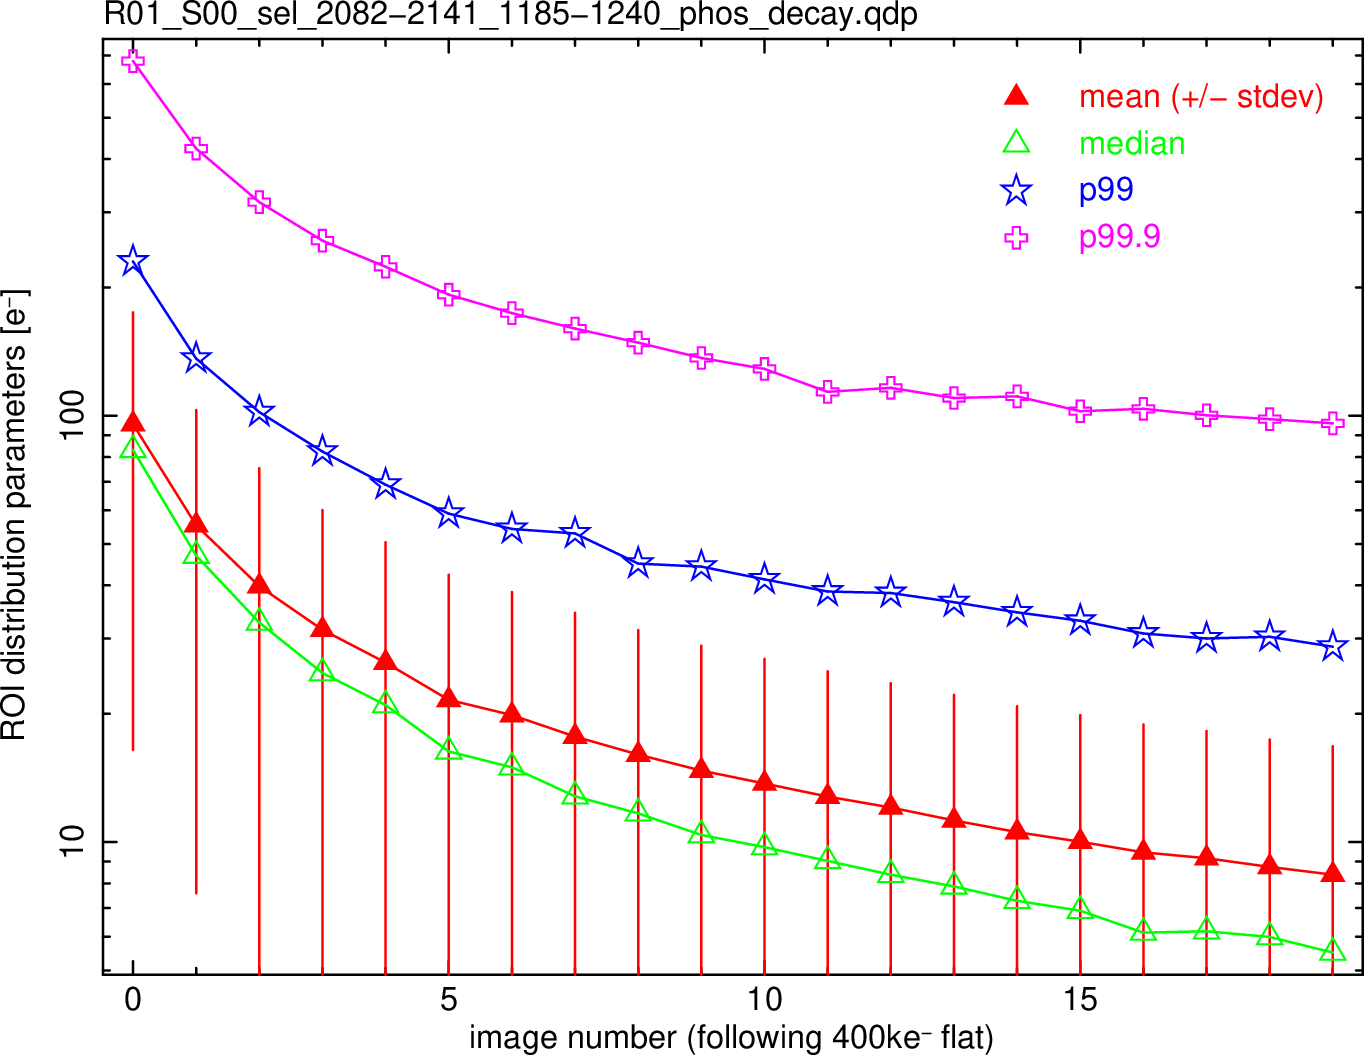 R01_S00_sel_2082−2141_1185−1240_phos_decay.qdp
mean (+/− stdev)
median
p99
p99.9
ROI distribution parameters [e⁻]
100
10
0 5 10 15
image number (following 400ke⁻ flat)